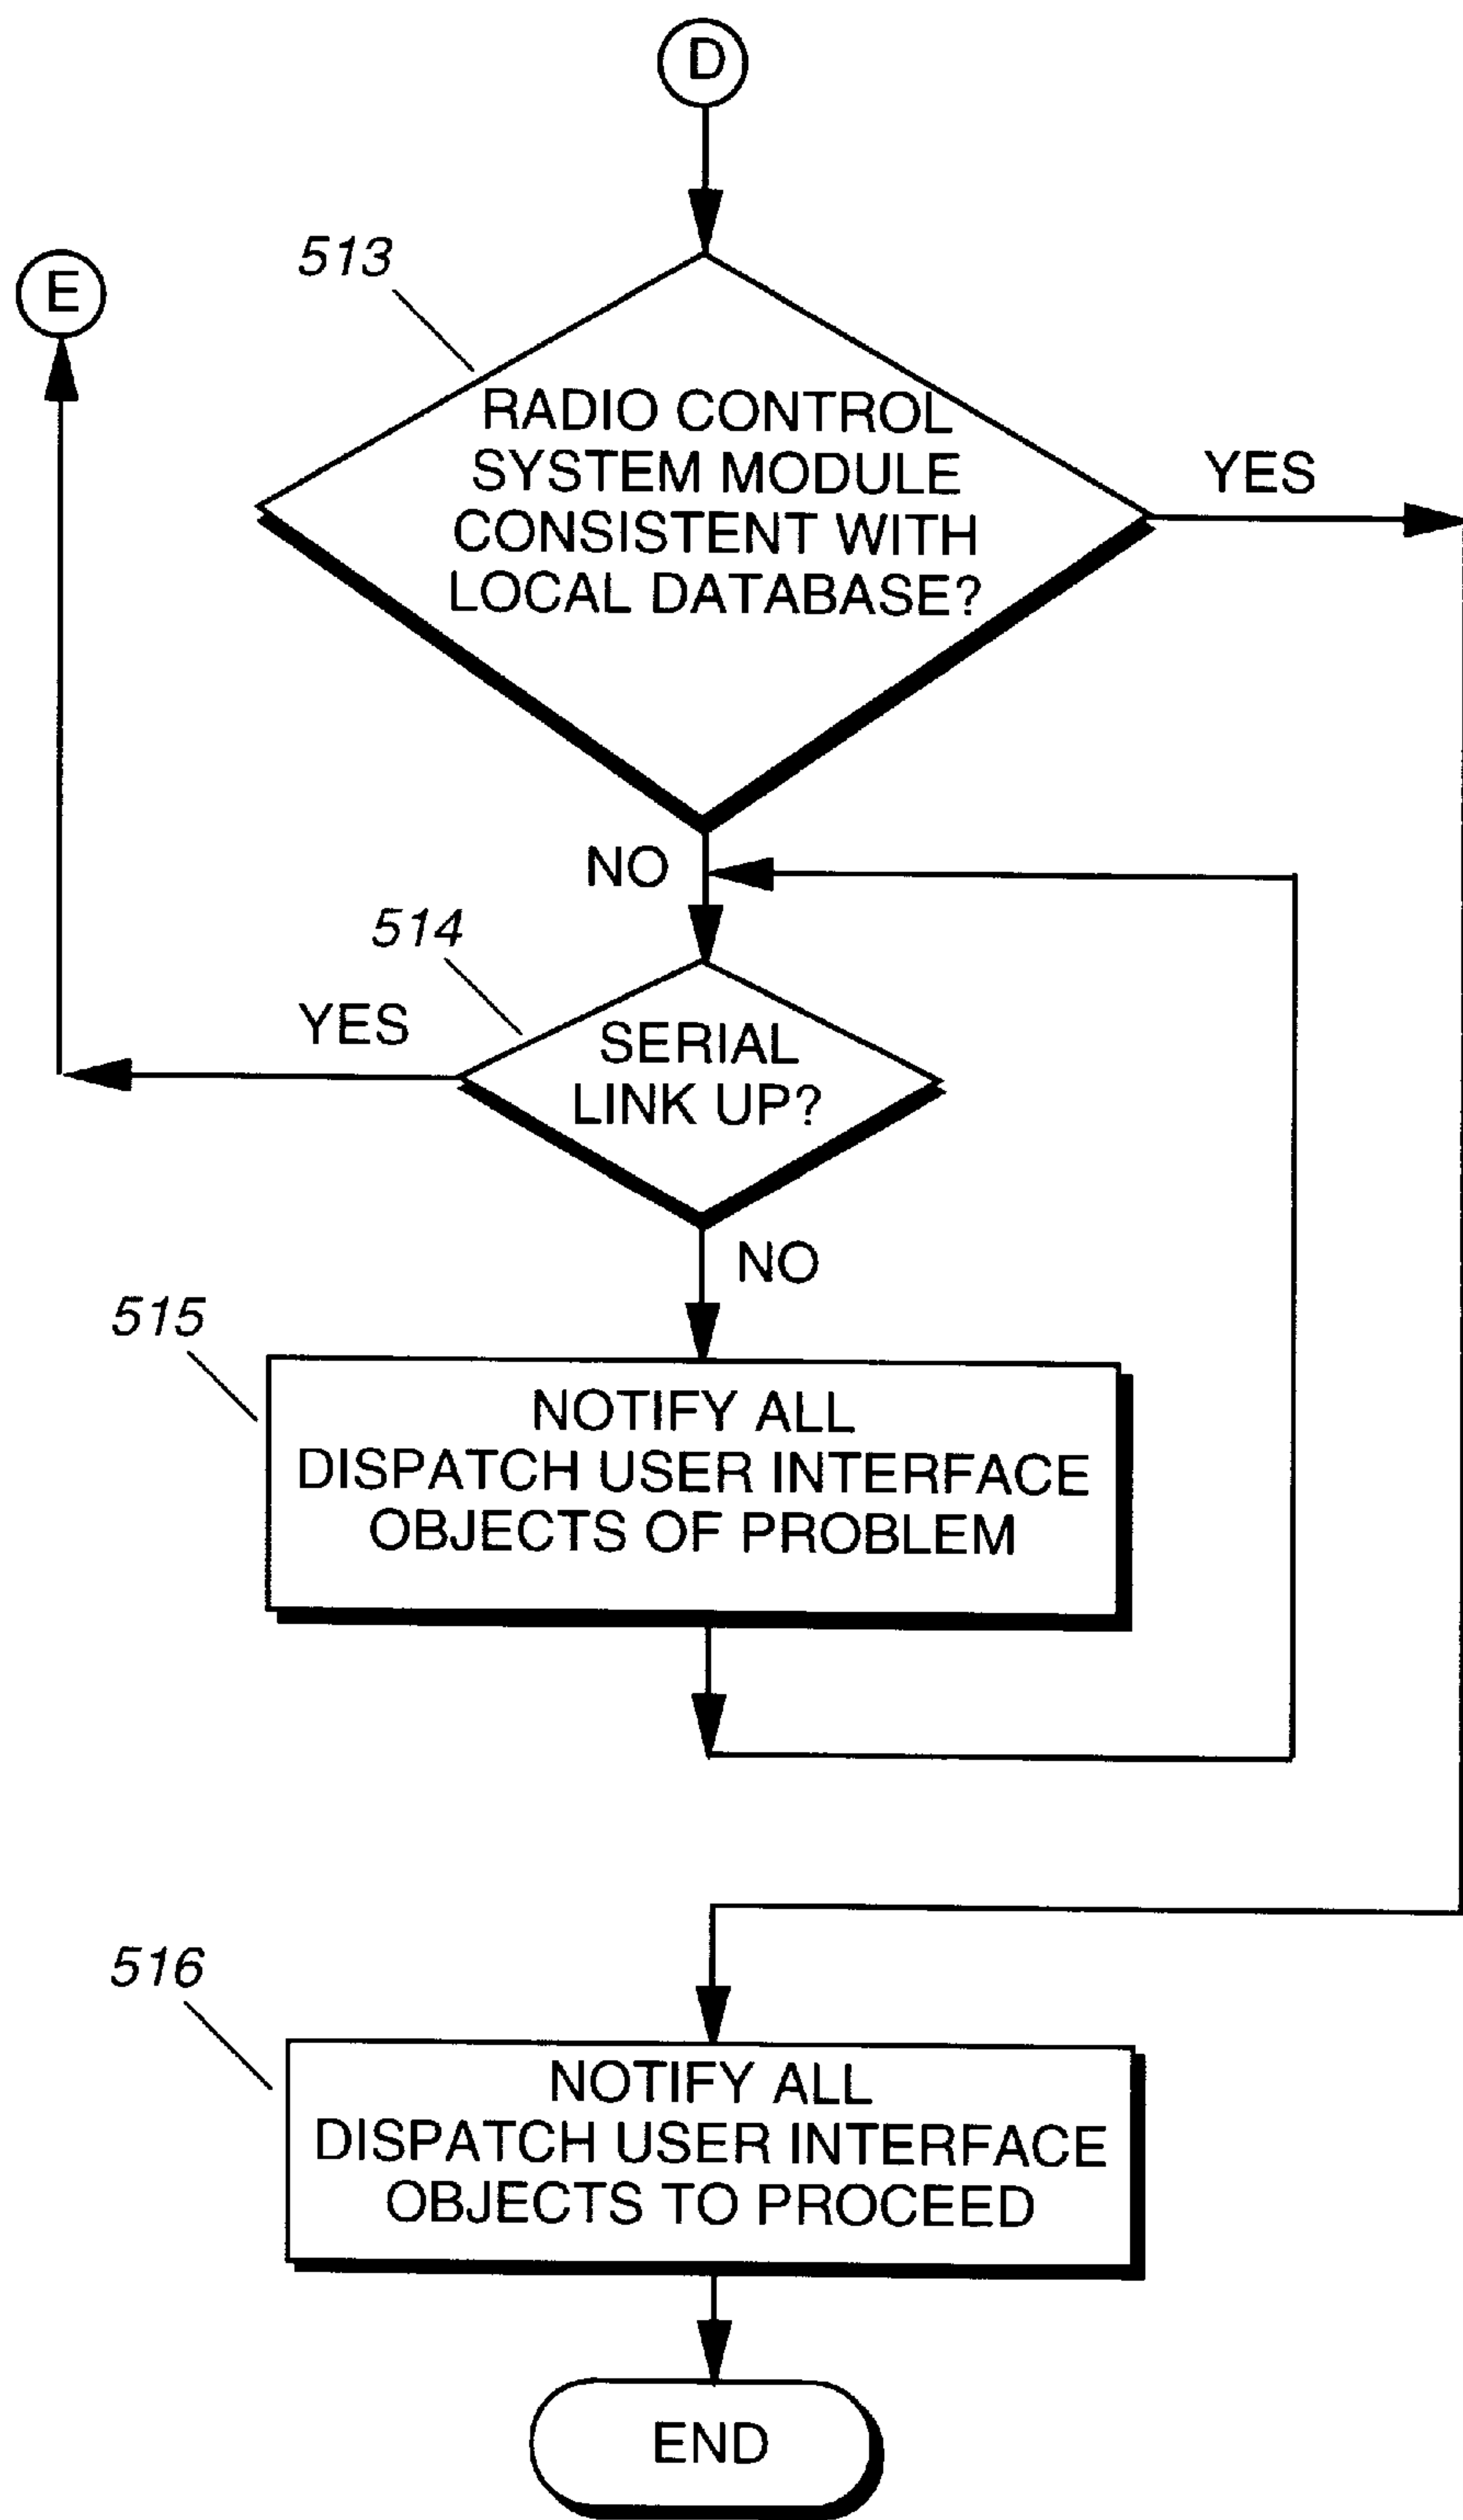 D
513
E
RADIO CONTROL
SYSTEM MODULE
CONSISTENT WITH
LOCAL DATABASE?
YES
NO
514
YES
SERIAL
LINK UP?
NO
515
NOTIFY ALL
DISPATCH USER INTERFACE
OBJECTS OF PROBLEM
516
NOTIFY ALL
DISPATCH USER INTERFACE
OBJECTS TO PROCEED
END